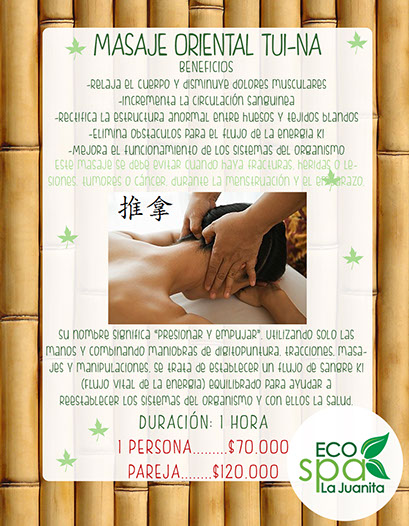 MASAJE ORIENTAL TUI-NA
BENEFICIOS
-RELAJA EL CUERPO Y DISMINUYE DOLORES MUSCULARES
-INCREMENTA LA CIRCULACIÓN SANGUINEA
-RECTIFICA LA ESTRUCTURA ANORMAL ENTRE HUESOS Y TEJIDOS BLANDOS
-ELIMINA OBSTACULOS PARA EL FLUJO DE LA ENERGIA KI
-MEJORA EL FUNCIONAMIENTO DE LOS SISTEMAS DEL ORGANISMO
ESTE MASAJE SE DEBE EVITAR CUANDO HAYA FRACTURAS, HERIDAS O LE-
SIONES, TUMORES O CÁNCER, DURANTE LA MENSTRUACIÓN Y EL EMBARAZO
推拿
SU NOMBRE SIGNIFICA "PRESIONAR Y EMPUJAR", UTILIZANDO SOLO LAS
MANOS Y COMBINANDO MANIOBRAS DE DIGITOPUNTURA, TRACCIONES, MASA-
JES Y MANIPULACIONES, SE TRATA DE ESTABLECER UN FLUJO DE SANGRE KI
(FLUJO VITAL DE LA ENERGIA) EQUILIBRADO PARA AYUDAR A
REESTABLECER LOS SISTEMAS DEL ORGANISMO Y CON ELLOS LA SALUD.
DURACIÓN: 1 HORA
1 PERSONA.........$70.000
PAREJA.......$120.000
ECO
spa
La Juanita